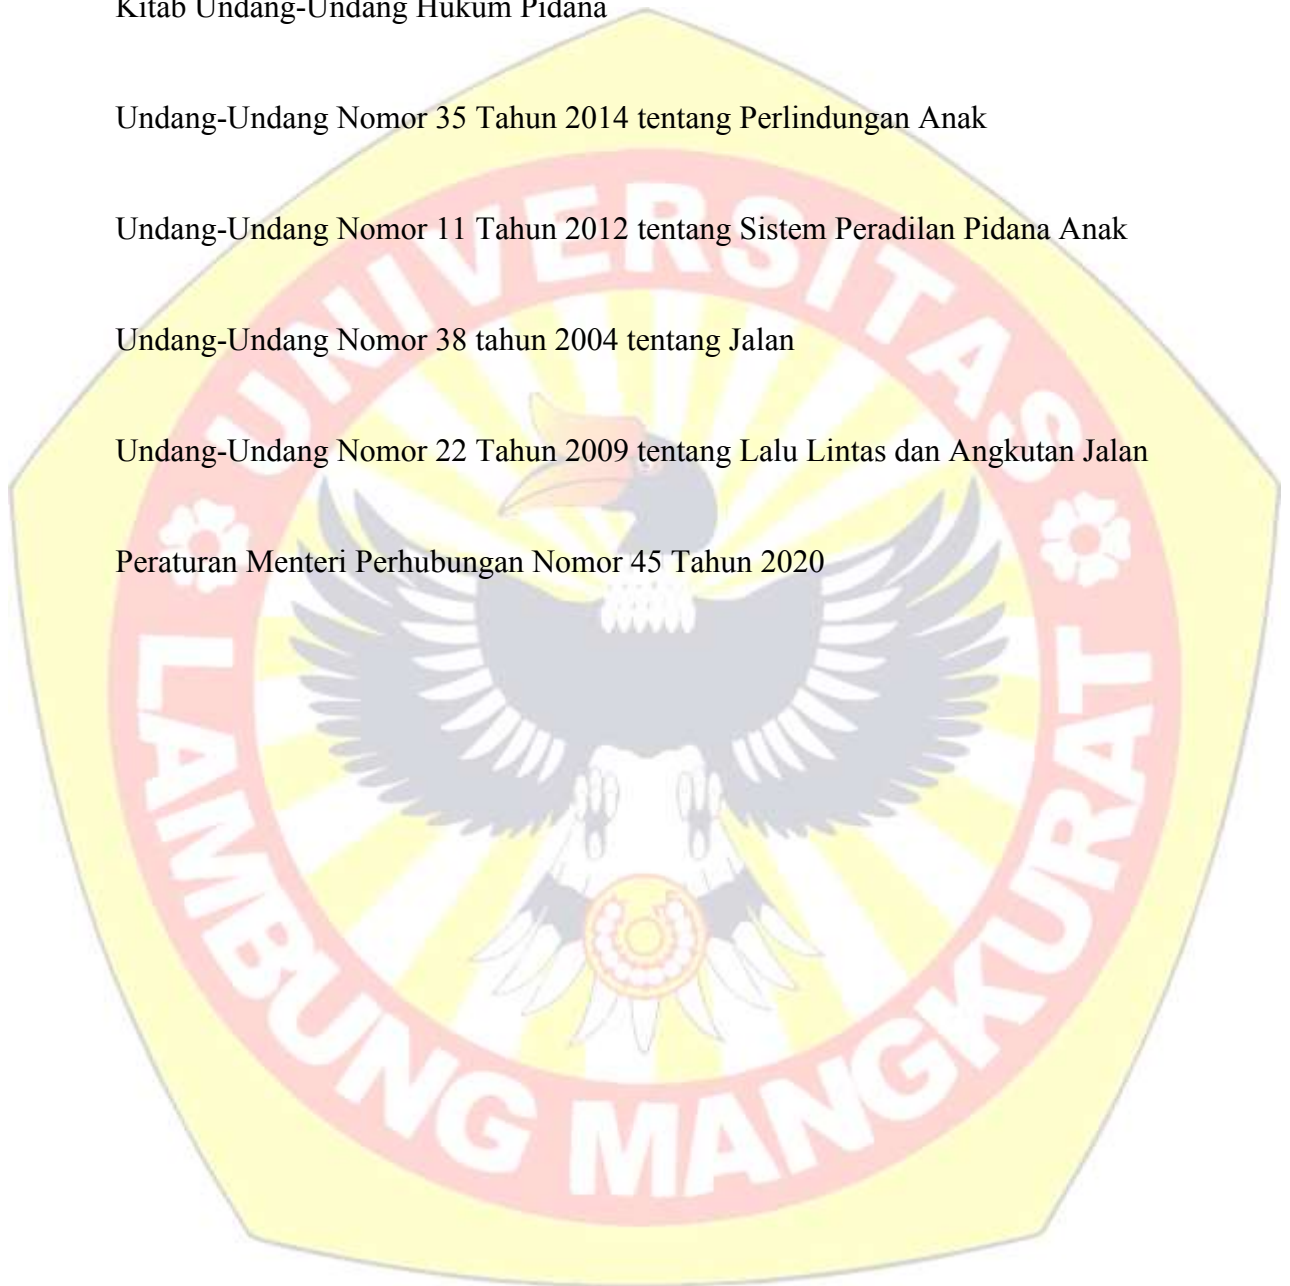 Kitab Undang-Undang Hukum Pidana
Undang-Undang Nomor 35 Tahun 2014 tentang Perlindungan Anak
Undang-Undang Nomor 11 Tahun 2012 tentang Sistem Peradilan Pidana Anak
Undang-Undang Nomor 38 tahun 2004 tentang Jalan
Undang-Undang Nomor 22 Tahun 2009 tentang Lalu Lintas dan Angkutan Jalan
Peraturan Menteri Perhubungan Nomor 45 Tahun 2020
UNIVERSITAS
LAMBUNG MANGKURAT